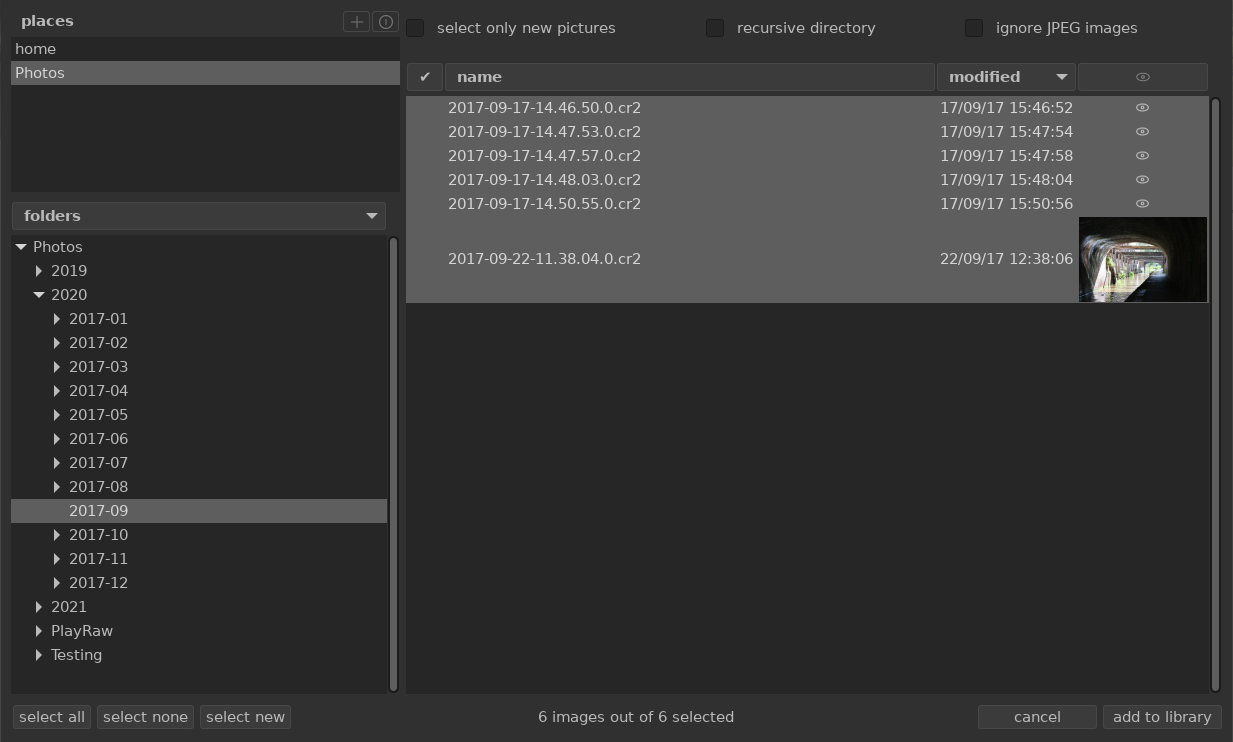 places
home
Photos
folders
Photos
2019
2020
2017-01
2017-02
2017-03
2017-04
2017-05
2017-06
2017-07
2017-08
2017-09
2017-10
2017-11
2017-12
2021
PlayRaw
Testing
select all select none select new
select only new pictures recursive directory ignore JPEG images
✔ name modified
2017-09-17-14.46.50.0.cr2 17/09/17 15:46:52
2017-09-17-14.47.53.0.cr2 17/09/17 15:47:54
2017-09-17-14.47.57.0.cr2 17/09/17 15:47:58
2017-09-17-14.48.03.0.cr2 17/09/17 15:48:04
2017-09-17-14.50.55.0.cr2 17/09/17 15:50:56
2017-09-22-11.38.04.0.cr2 22/09/17 12:38:06
6 images out of 6 selected cancel add to library